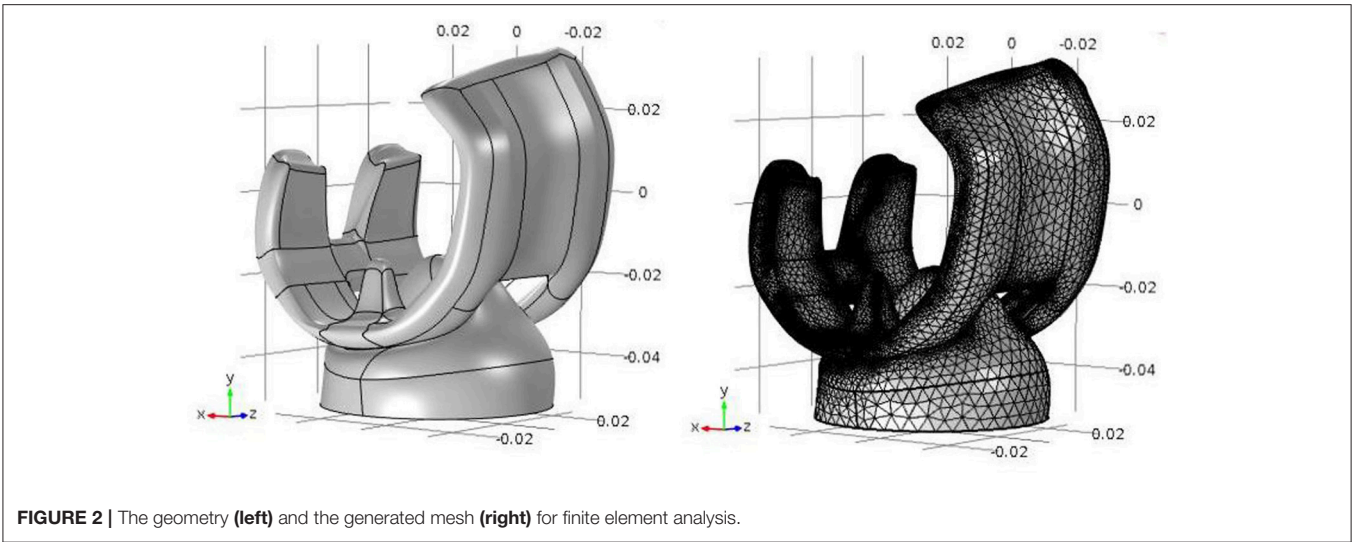 0.02 0 -0.02
0.02
0
-0.02
-0.04
0.02
-0.02
y
x z
0.02 0 -0.02
0.02
0
-0.02
-0.04
0.02
-0.02
y
x z
FIGURE 2 | The geometry (left) and the generated mesh (right) for finite element analysis.